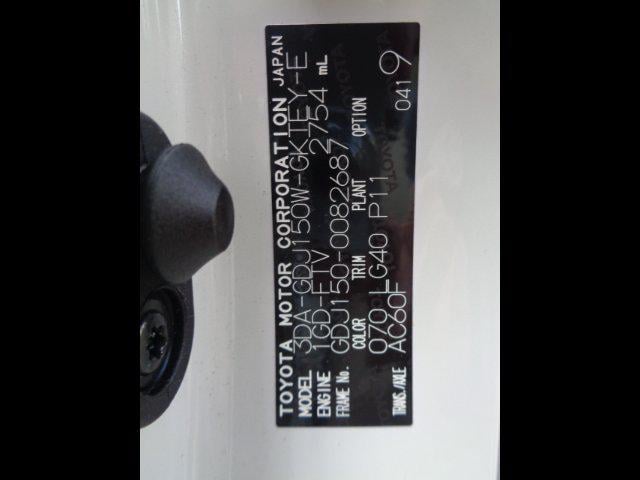 TOYOTA MOTOR CORPORATION JAPAN
MODEL 3DA-GDJ150W-GKTEY-E
ENGINE 1GD-FTV 2754 mL
FRAME No. GDJ150-0082687
COLOR TRIM PLANT OPTION
070 LG40 P11 0419
TRANS./AXLE AC60F